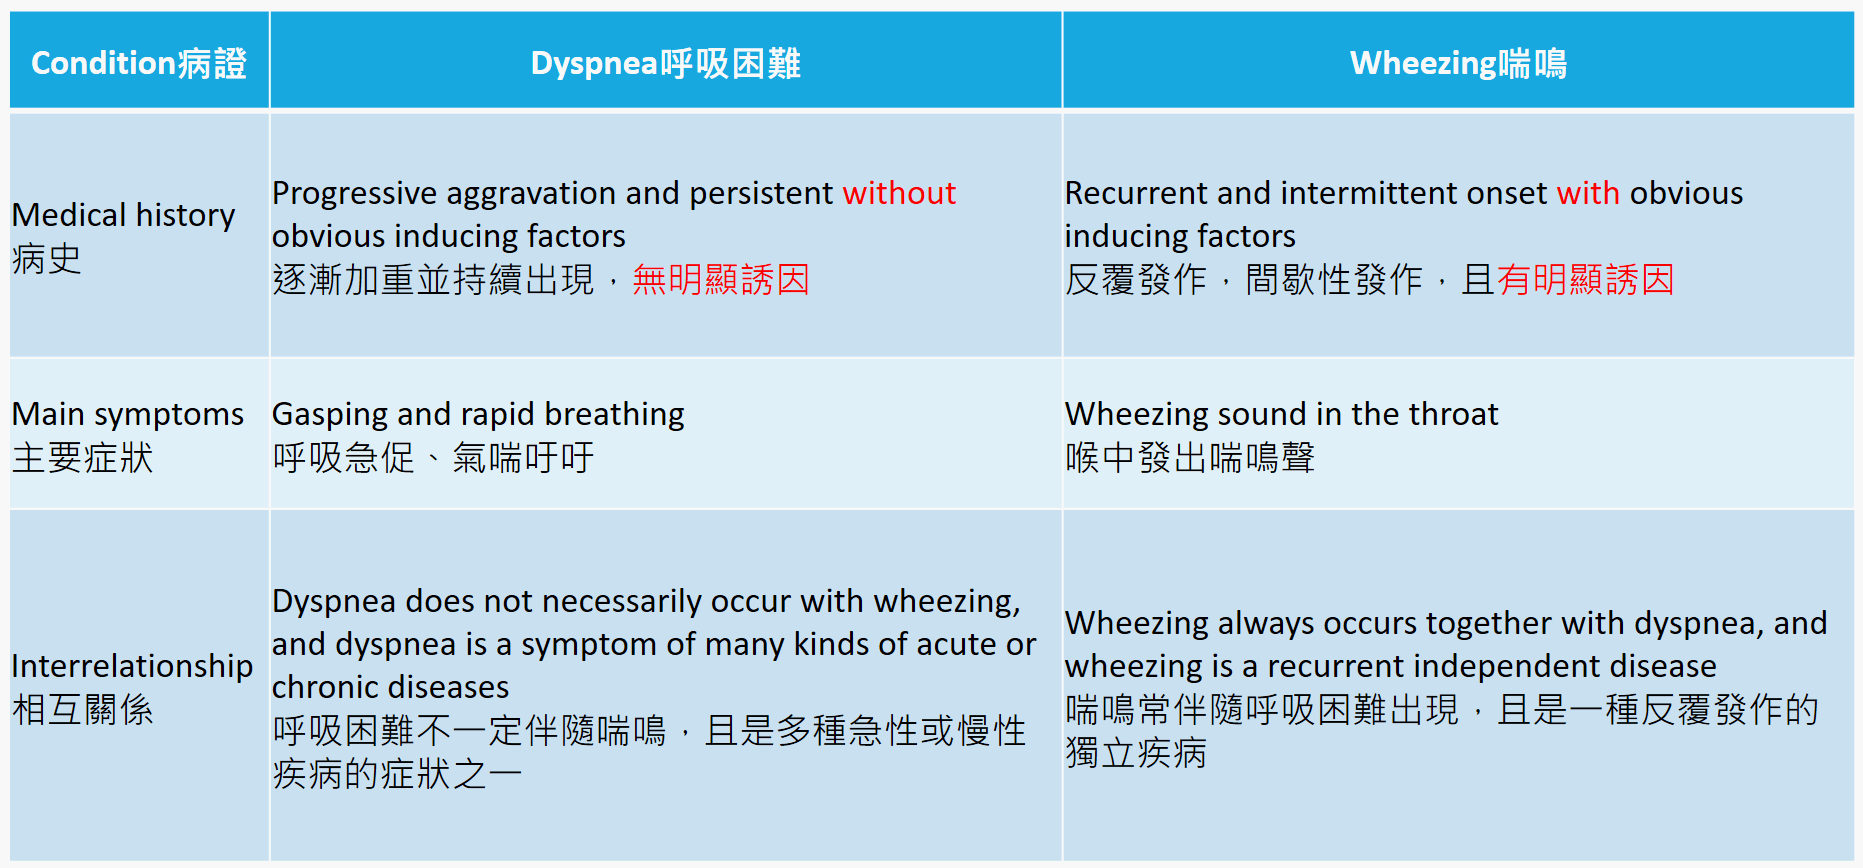 Condition病證
Dyspnea呼吸困難
Wheezing喘鳴
Medical history
病史
Progressive aggravation and persistent without
obvious inducing factors
逐漸加重並持續出現，無明顯誘因
Recurrent and intermittent onset with obvious
inducing factors
反覆發作，間歇性發作，且有明顯誘因
Main symptoms
主要症狀
Gasping and rapid breathing
呼吸急促、氣喘吁吁
Wheezing sound in the throat
喉中發出喘鳴聲
Interrelationship
相互關係
Dyspnea does not necessarily occur with wheezing,
and dyspnea is a symptom of many kinds of acute or
chronic diseases
呼吸困難不一定伴隨喘鳴，且是多種急性或慢性
疾病的症狀之一
Wheezing always occurs together with dyspnea, and
wheezing is a recurrent independent disease
喘鳴常伴隨呼吸困難出現，且是一種反覆發作的
獨立疾病